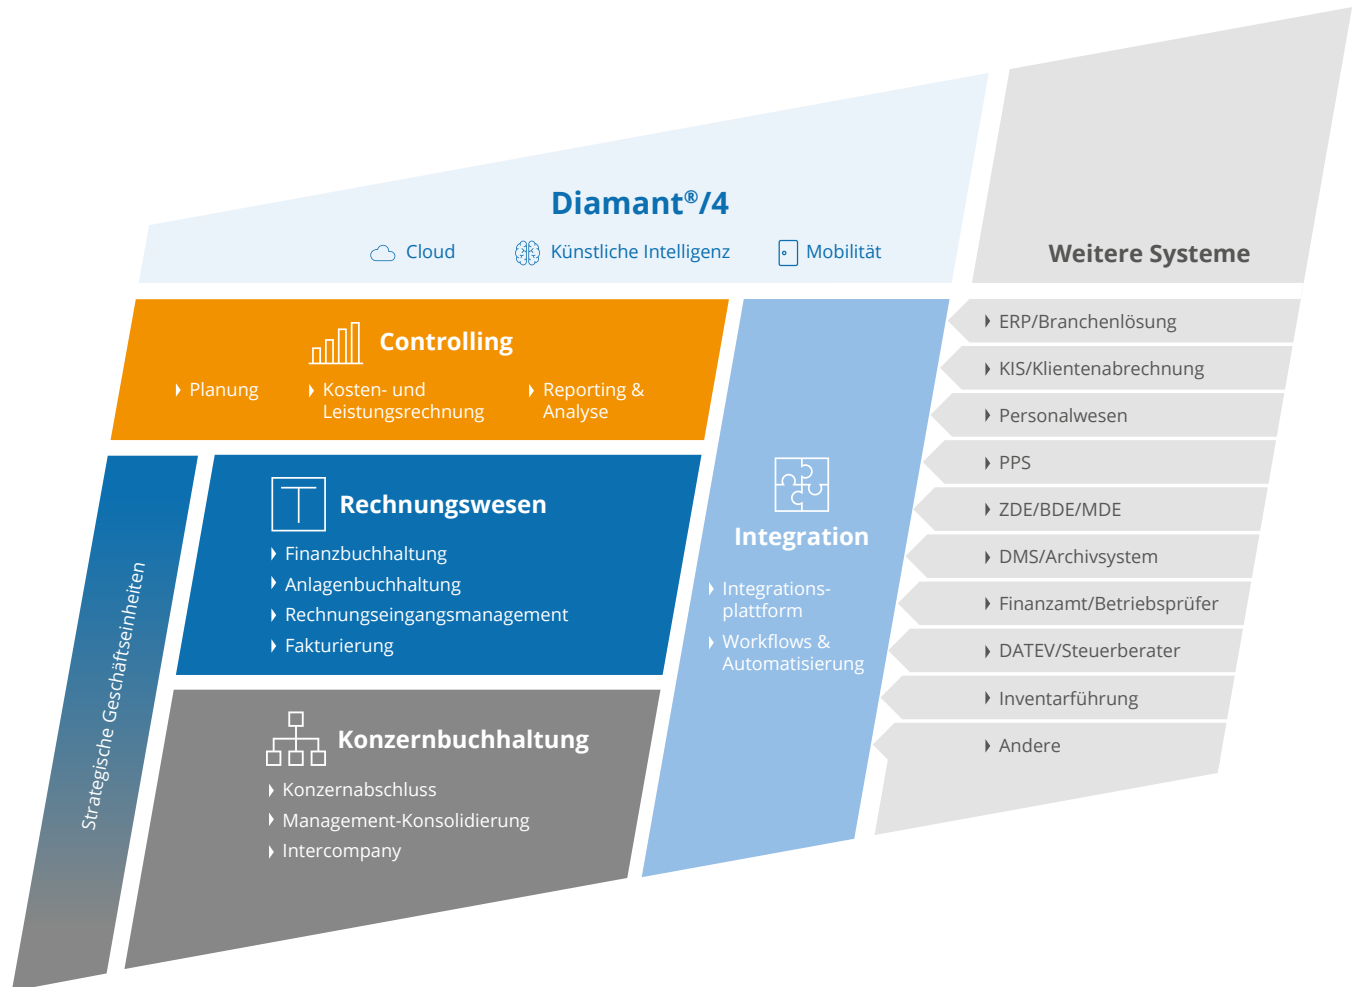 Diamant®/4
Cloud
Künstliche Intelligenz
Mobilität
Controlling
Planung
Kosten- und
Leistungsrechnung
Reporting &
Analyse
Strategische Geschäftseinheiten
Rechnungswesen
Finanzbuchhaltung
Anlagenbuchhaltung
Rechnungseingangsmanagement
Fakturierung
Konzernbuchhaltung
Konzernabschluss
Management-Konsolidierung
Intercompany
Integration
Integrations-
plattform
Workflows &
Automatisierung
Weitere Systeme
ERP/Branchenlösung
KIS/Klientenabrechnung
Personalwesen
PPS
ZDE/BDE/MDE
DMS/Archivsystem
Finanzamt/Betriebsprüfer
DATEV/Steuerberater
Inventarführung
Andere